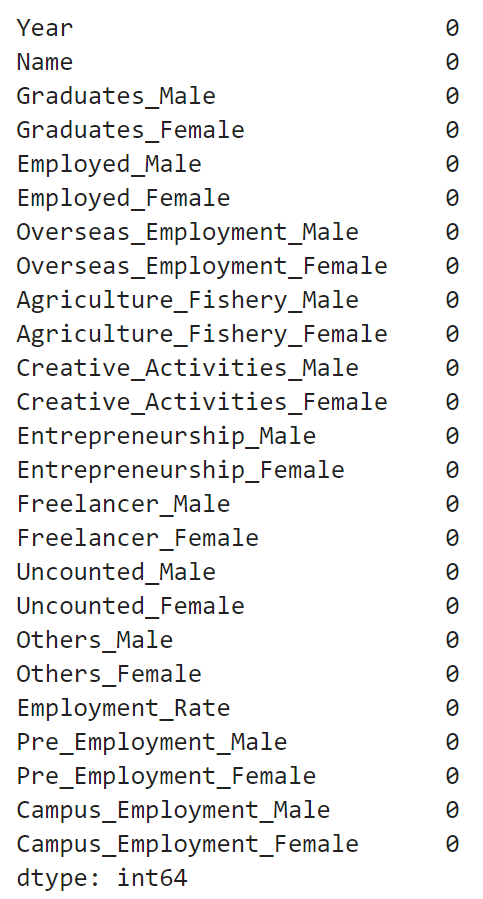 Year 0
Name 0
Graduates_Male 0
Graduates_Female 0
Employed_Male 0
Employed_Female 0
Overseas_Employment_Male 0
Overseas_Employment_Female 0
Agriculture_Fishery_Male 0
Agriculture_Fishery_Female 0
Creative_Activities_Male 0
Creative_Activities_Female 0
Entrepreneurship_Male 0
Entrepreneurship_Female 0
Freelancer_Male 0
Freelancer_Female 0
Uncounted_Male 0
Uncounted_Female 0
Others_Male 0
Others_Female 0
Employment_Rate 0
Pre_Employment_Male 0
Pre_Employment_Female 0
Campus_Employment_Male 0
Campus_Employment_Female 0
dtype: int64